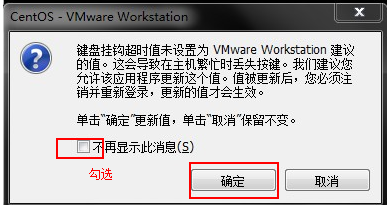 CentOS - VMware Workstation
键盘挂钩超时值未设置为 VMware Workstation 建议
的值。这会导致在主机繁忙时丢失按键。我们建议您
允许该应用程序更新这个值。值被更新后，您必须注
销并重新登录，更新的值才会生效。
单击“确定”更新值，单击“取消”保留不变。
不再显示此消息(S)
勾选
确定
取消